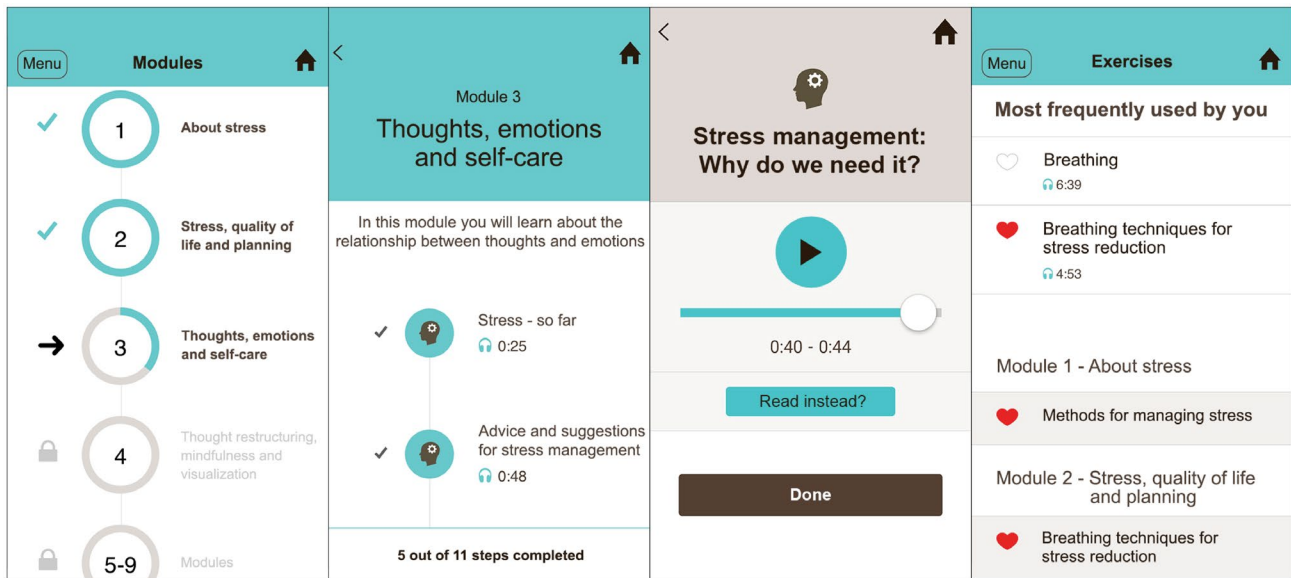 Menu
Modules
1
About stress
2
Stress, quality of
life and planning
3
Thoughts, emotions
and self-care
4
Thought restructuring,
mindfulness and
visualization
5-9
Modules
Module 3
Thoughts, emotions
and self-care
In this module you will learn about the
relationship between thoughts and emotions
Stress - so far
0:25
Advice and suggestions
for stress management
0:48
5 out of 11 steps completed
Stress management:
Why do we need it?
0:40 - 0:44
Read instead?
Done
Menu
Exercises
Most frequently used by you
Breathing
6:39
Breathing techniques for
stress reduction
4:53
Module 1 - About stress
Methods for managing stress
Module 2 - Stress, quality of life
and planning
Breathing techniques for
stress reduction